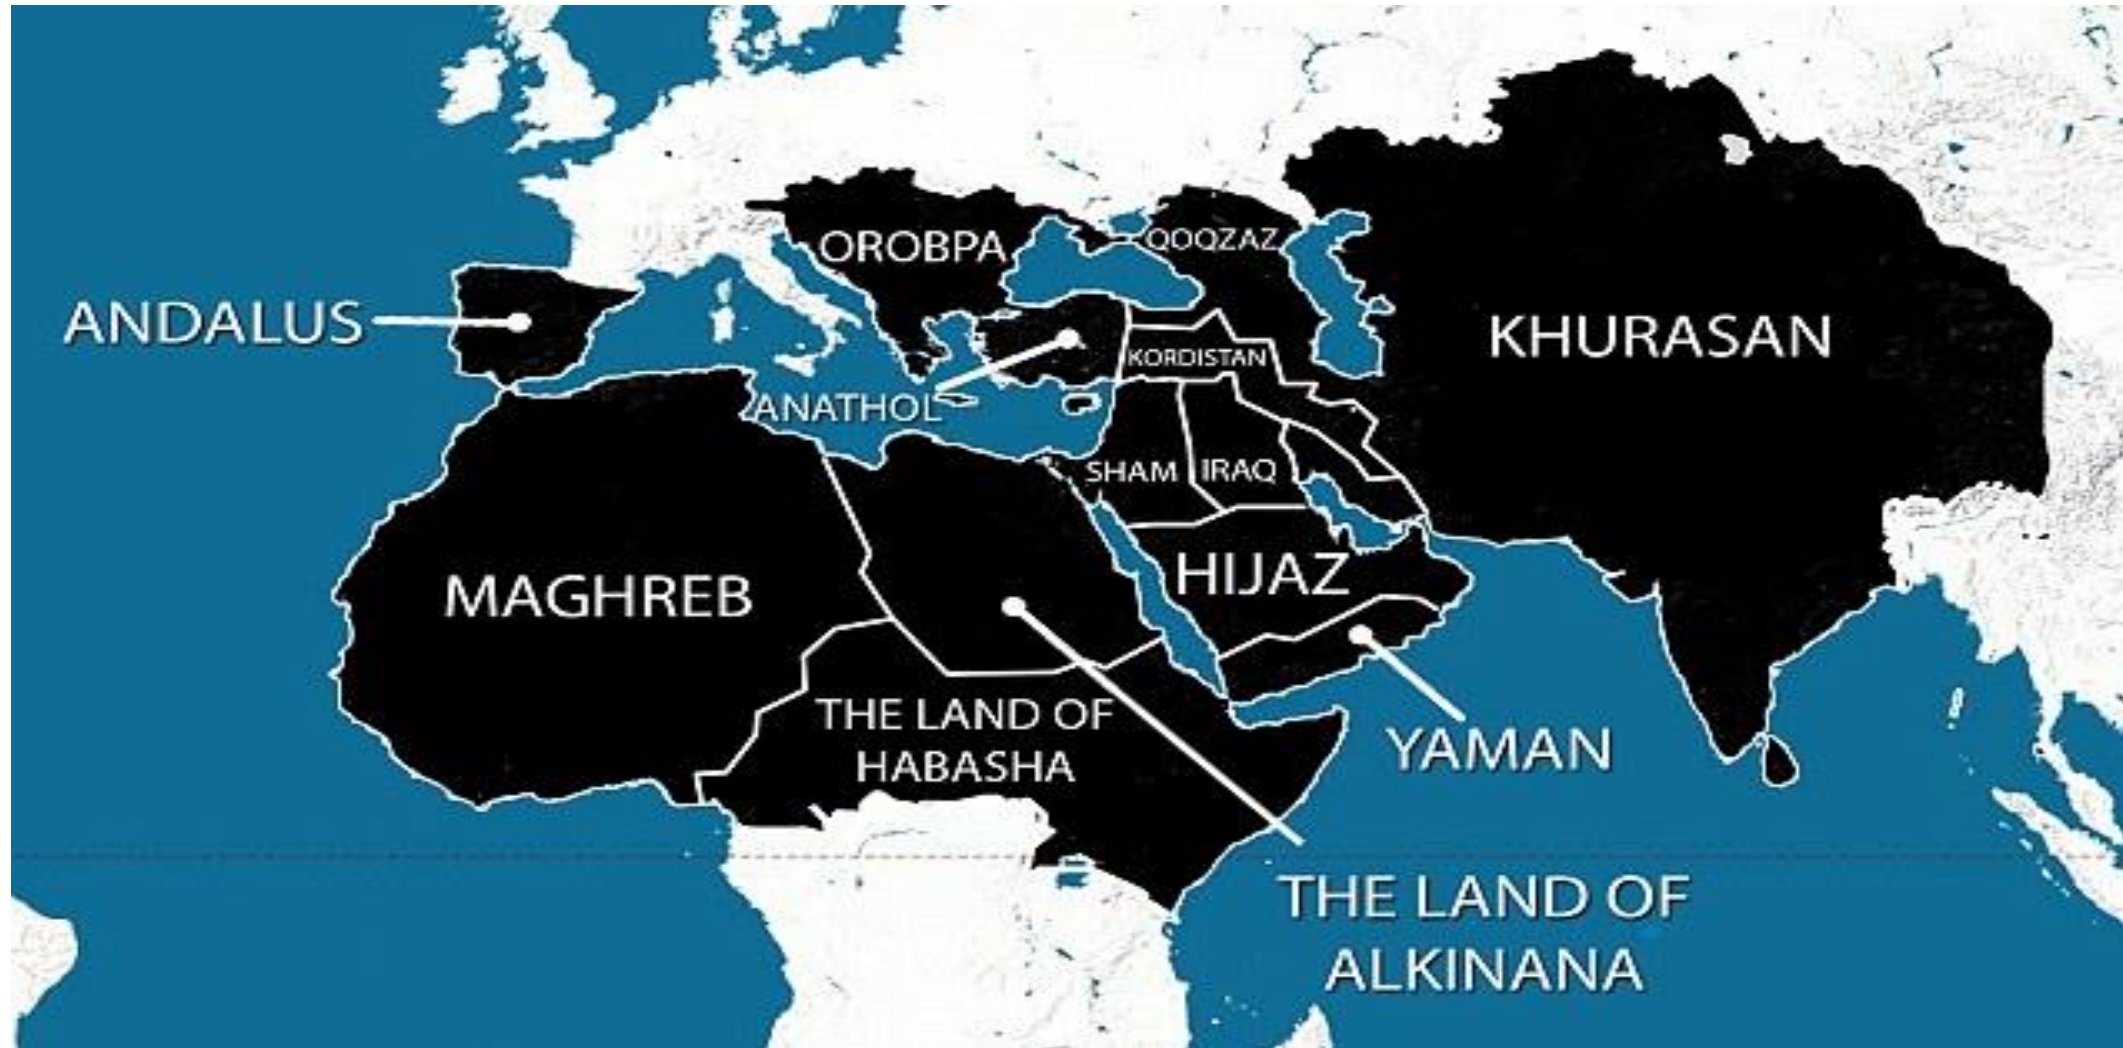 OROBPA
QOQZAZ
ANDALUS
KHURASAN
KORDISTAN
ANATHOL
SHAM
IRAQ
MAGHREB
HIJAZ
THE LAND OF
HABASHA
YAMAN
THE LAND OF
ALKINANA